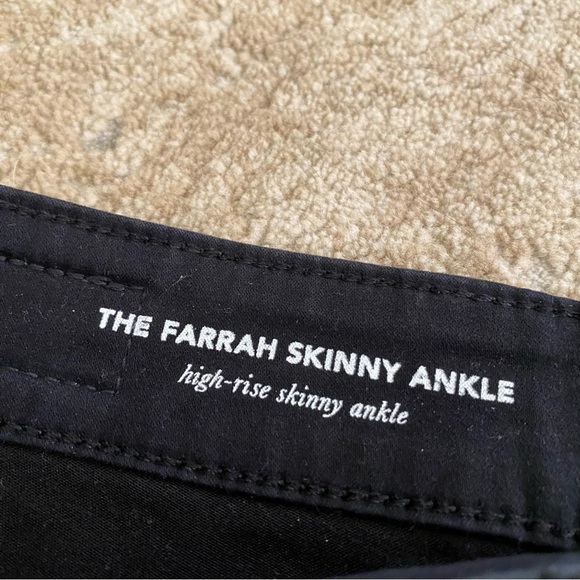 THE FARRAH SKINNY ANKLE
high-rise skinny ankle